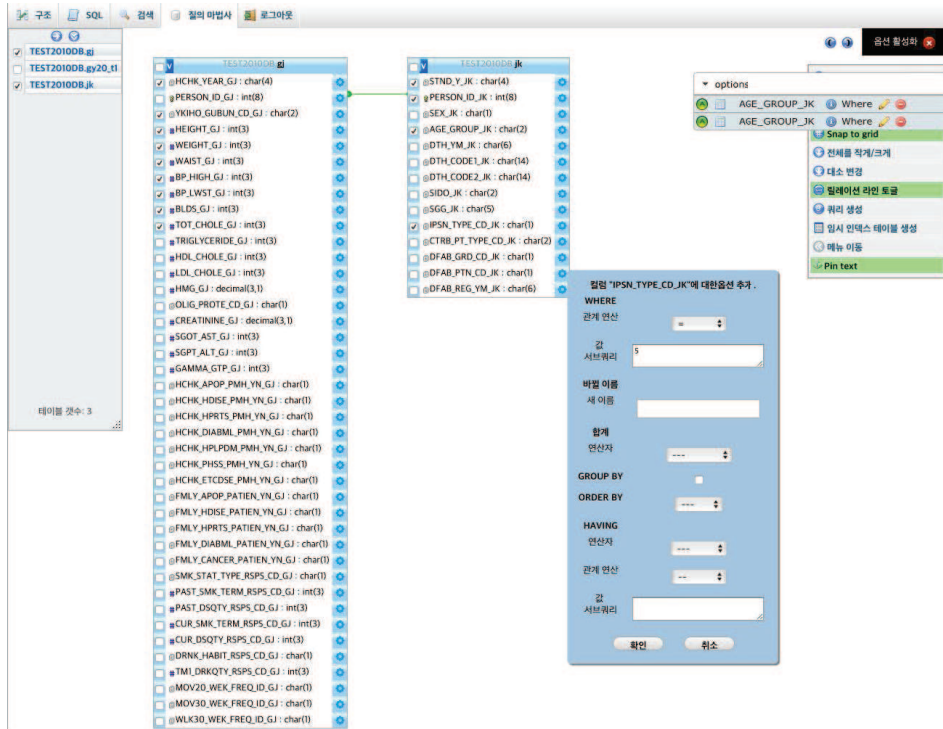 구조 SQL 검색 질의 마법사 로그아웃
TEST2010DB.gj
TEST2010DB.gy20_t1
TEST2010DB.jk
테이블 갯수: 3
V TEST2010DB gj
HCHK_YEAR_GJ : char(4)
PERSON_ID_GJ : int(8)
YKIHO_GUBUN_CD_GJ : char(2)
HEIGHT_GJ : int(3)
WEIGHT_GJ : int(3)
WAIST_GJ : int(3)
BP_HIGH_GJ : int(3)
BP_LWST_GJ : int(3)
BLDS_GJ : int(3)
TOT_CHOLE_GJ : int(3)
TRIGLYCERIDE_GJ : int(3)
HDL_CHOLE_GJ : int(3)
LDL_CHOLE_GJ : int(3)
HMG_GJ : decimal(3,1)
OLIG_PROTE_CD_GJ : char(1)
CREATININE_GJ : decimal(3,1)
SGOT_AST_GJ : int(3)
SGPT_ALT_GJ : int(3)
GAMMA_GTP_GJ : int(3)
HCHK_APOP_PMH_YN_GJ : char(1)
HCHK_HDISE_PMH_YN_GJ : char(1)
HCHK_HPRTS_PMH_YN_GJ : char(1)
HCHK_DIABML_PMH_YN_GJ : char(1)
HCHK_HPLPDM_PMH_YN_GJ : char(1)
HCHK_PHSS_PMH_YN_GJ : char(1)
HCHK_ETCDSE_PMH_YN_GJ : char(1)
FMLY_APOP_PATIEN_YN_GJ : char(1)
FMLY_HDISE_PATIEN_YN_GJ : char(1)
FMLY_HPRTS_PATIEN_YN_GJ : char(1)
FMLY_DIABML_PATIEN_YN_GJ : char(1)
FMLY_CANCER_PATIEN_YN_GJ : char(1)
SMK_STAT_TYPE_RSPS_CD_GJ : char(1)
PAST_SMK_TERM_RSPS_CD_GJ : int(3)
PAST_DSQTY_RSPS_CD_GJ : int(3)
CUR_SMK_TERM_RSPS_CD_GJ : int(3)
CUR_DSQTY_RSPS_CD_GJ : int(3)
DRNK_HABIT_RSPS_CD_GJ : char(1)
TM1_DRKQTY_RSPS_CD_GJ : int(3)
MOV20_WEK_FREQ_ID_GJ : char(1)
MOV30_WEK_FREQ_ID_GJ : char(1)
WLK30_WEK_FREQ_ID_GJ : char(1)
V TEST2010DB jk
STND_Y_JK : char(4)
PERSON_ID_JK : int(8)
SEX_JK : char(1)
AGE_GROUP_JK : char(2)
DTH_YM_JK : char(6)
DTH_CODE1_JK : char(14)
DTH_CODE2_JK : char(14)
SIDO_JK : char(2)
SGG_JK : char(5)
IPSN_TYPE_CD_JK : char(1)
CTRB_PT_TYPE_CD_JK : char(2)
DFAB_GRD_CD_JK : char(1)
DFAB_PTN_CD_JK : char(1)
DFAB_REG_YM_JK : char(6)
옵션 활성화
options
AGE_GROUP_JK Where
AGE_GROUP_JK Where
Snap to grid
전체를 작게/크게
대소 변경
릴레이션 라인 토글
쿼리 생성
임시 인덱스 테이블 생성
메뉴 이동
Pin text
컬럼 "IPSN_TYPE_CD_JK"에 대한옵션 추가 .
WHERE
관계 연산 =
값
서브쿼리 5
바뀔 이름
새 이름
합계
연산자 ---
GROUP BY
ORDER BY ---
HAVING
연산자 ---
관계 연산 --
값
서브쿼리
확인 취소